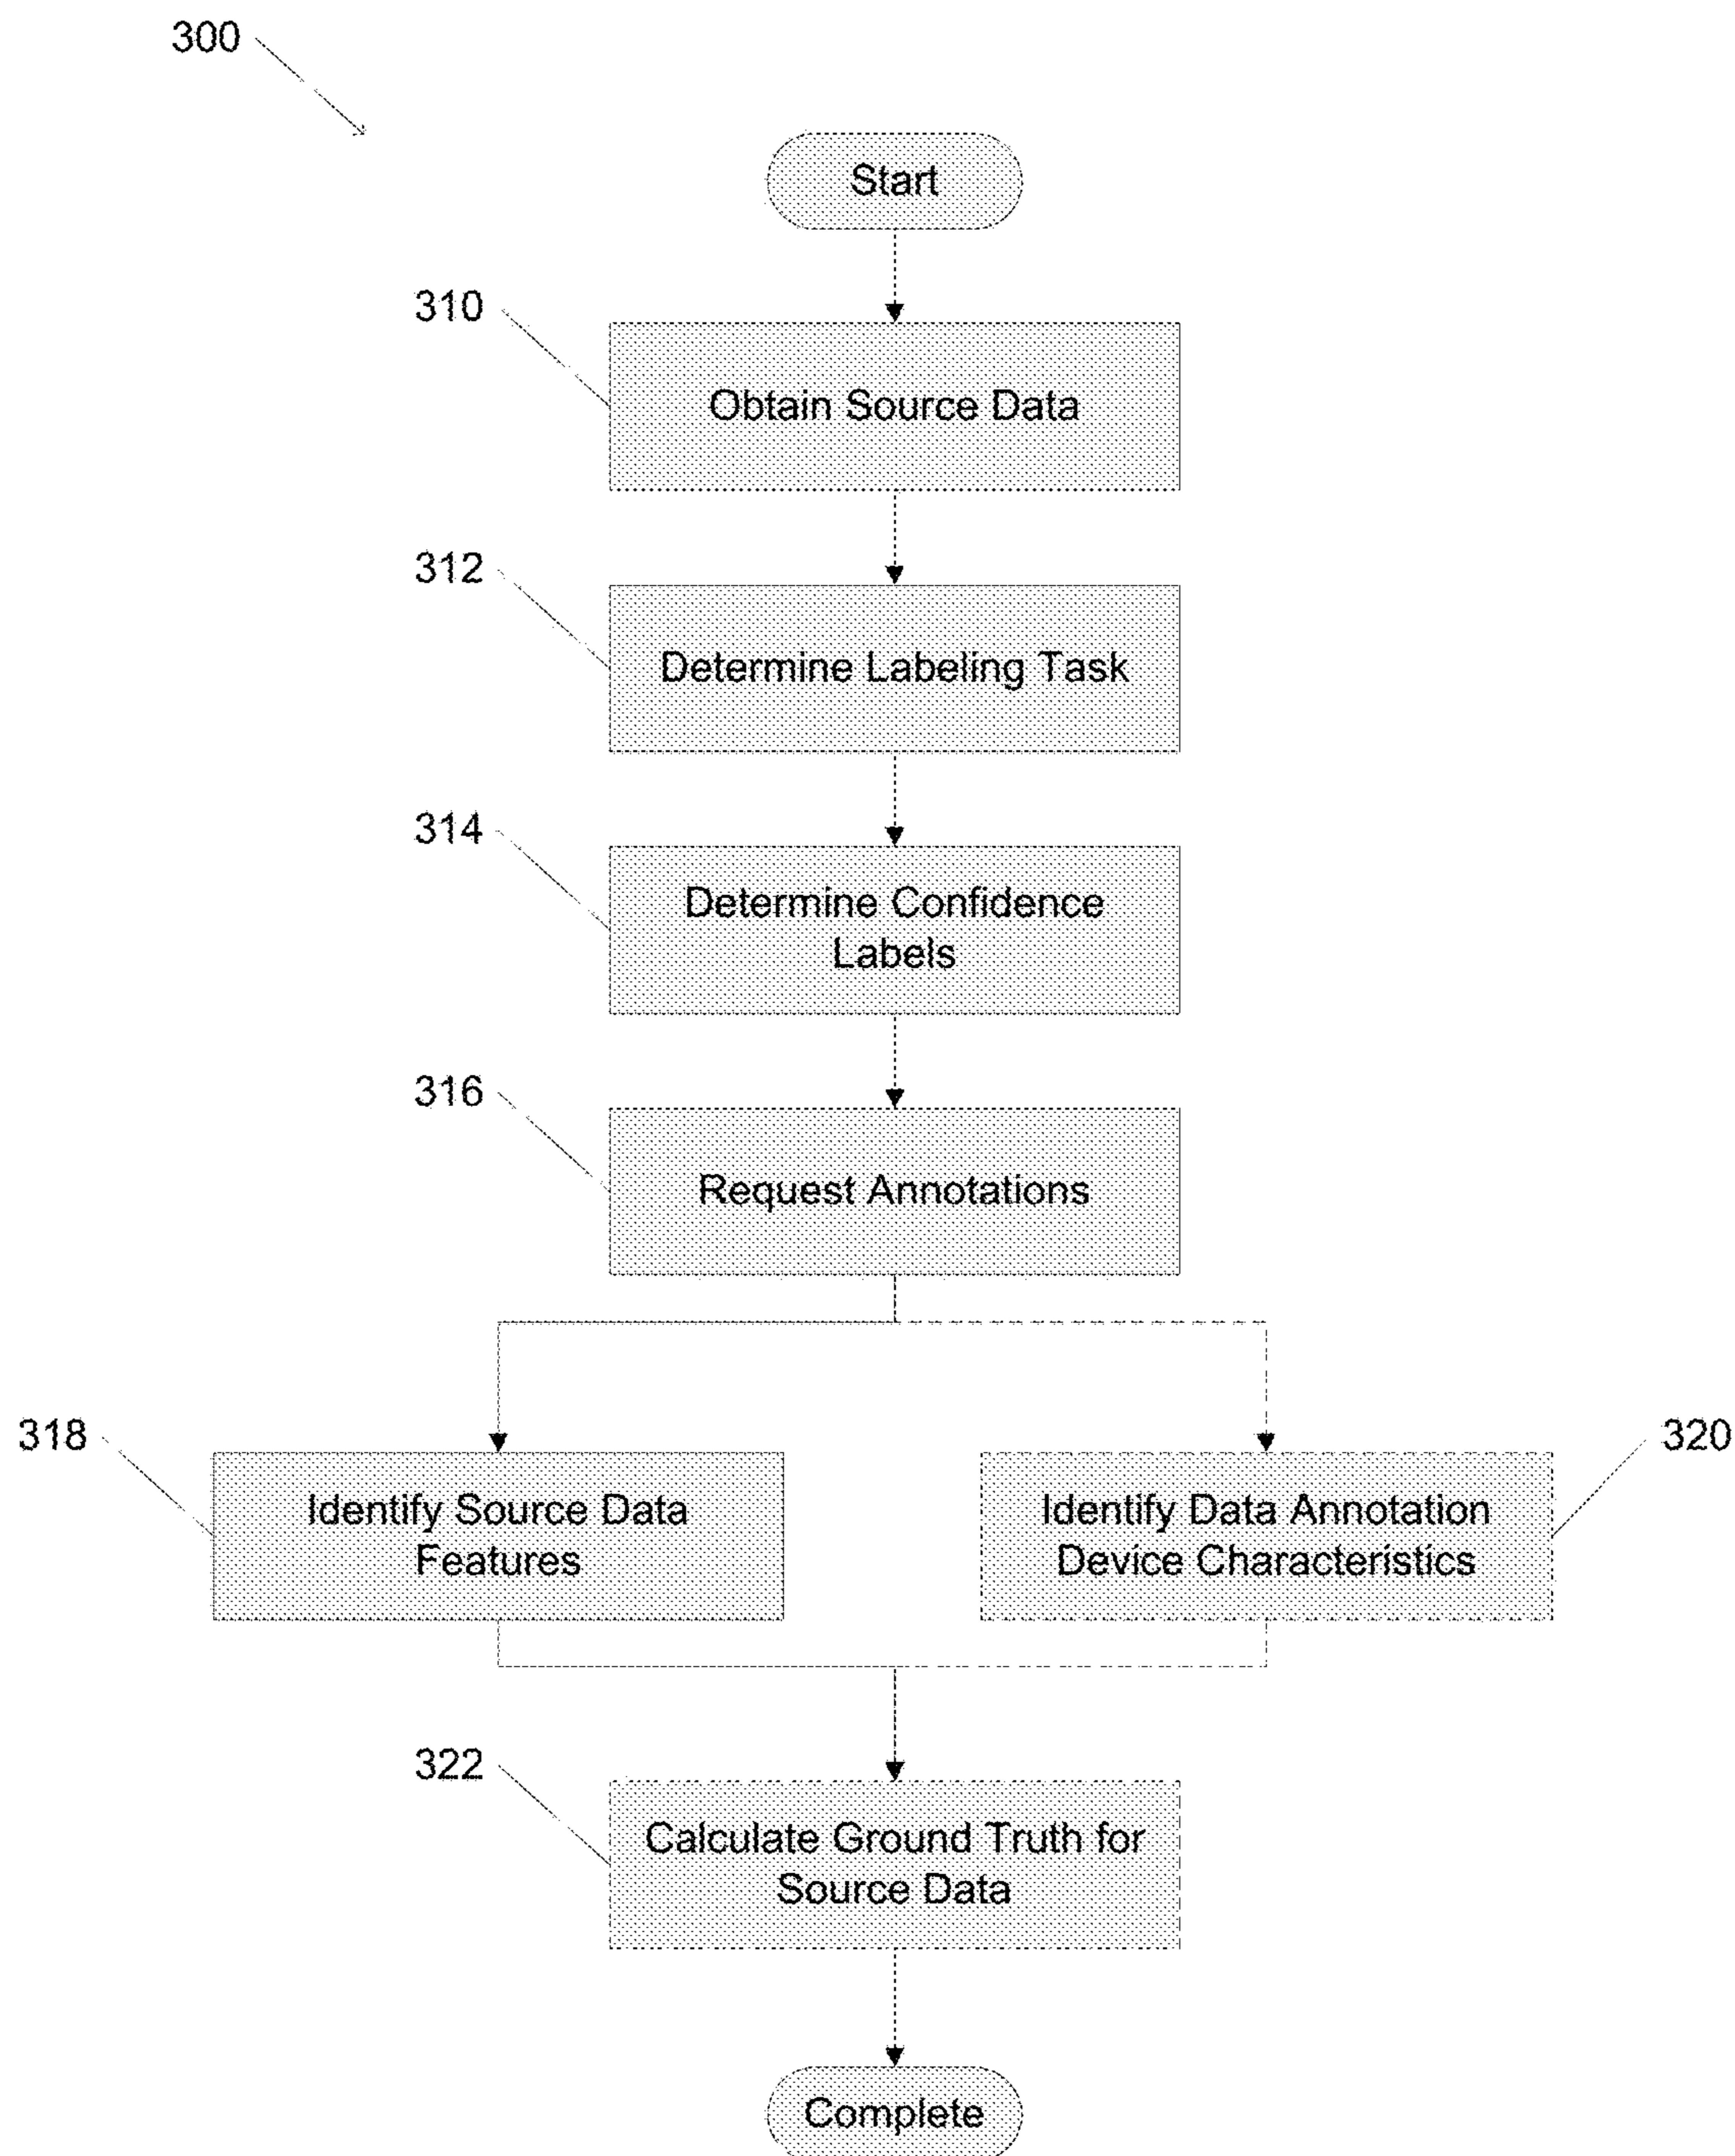 300
Start
310
Obtain Source Data
312
Determine Labeling Task
314
Determine Confidence
Labels
316
Request Annotations
318
Identify Source Data
Features
Identify Data Annotation
Device Characteristics
320
322
Calculate Ground Truth for
Source Data
Complete